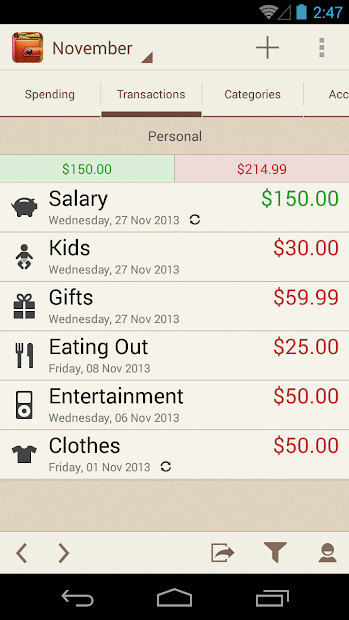 2:47
November
Spending Transactions Categories Acc
Personal
$150.00 $214.99
Salary $150.00
Wednesday, 27 Nov 2013
Kids $30.00
Wednesday, 27 Nov 2013
Gifts $59.99
Wednesday, 27 Nov 2013
Eating Out $25.00
Friday, 08 Nov 2013
Entertainment $50.00
Wednesday, 06 Nov 2013
Clothes $50.00
Friday, 01 Nov 2013